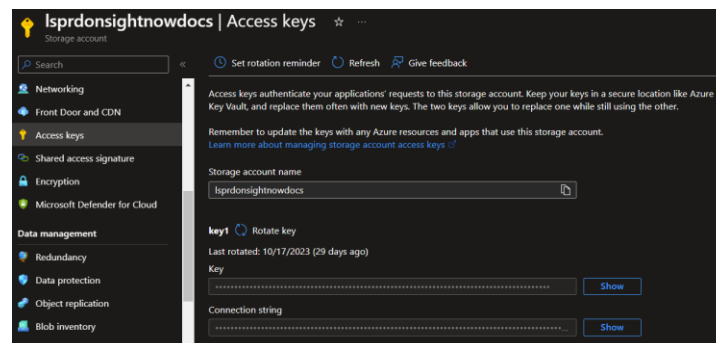 lsprdonsightnowdocs | Access keys ☆ ...
Storage account
Search
«
Set rotation reminder Refresh Give feedback
Networking
Front Door and CDN
Access keys
Shared access signature
Encryption
Microsoft Defender for Cloud
Data management
Redundancy
Data protection
Object replication
Blob inventory
Access keys authenticate your applications' requests to this storage account. Keep your keys in a secure location like Azure
Key Vault, and replace them often with new keys. The two keys allow you to replace one while still using the other.
Remember to update the keys with any Azure resources and apps that use this storage account.
Learn more about managing storage account access keys
Storage account name
lsprdonsightnowdocs
key1 Rotate key
Last rotated: 10/17/2023 (29 days ago)
Key
Show
Connection string
Show